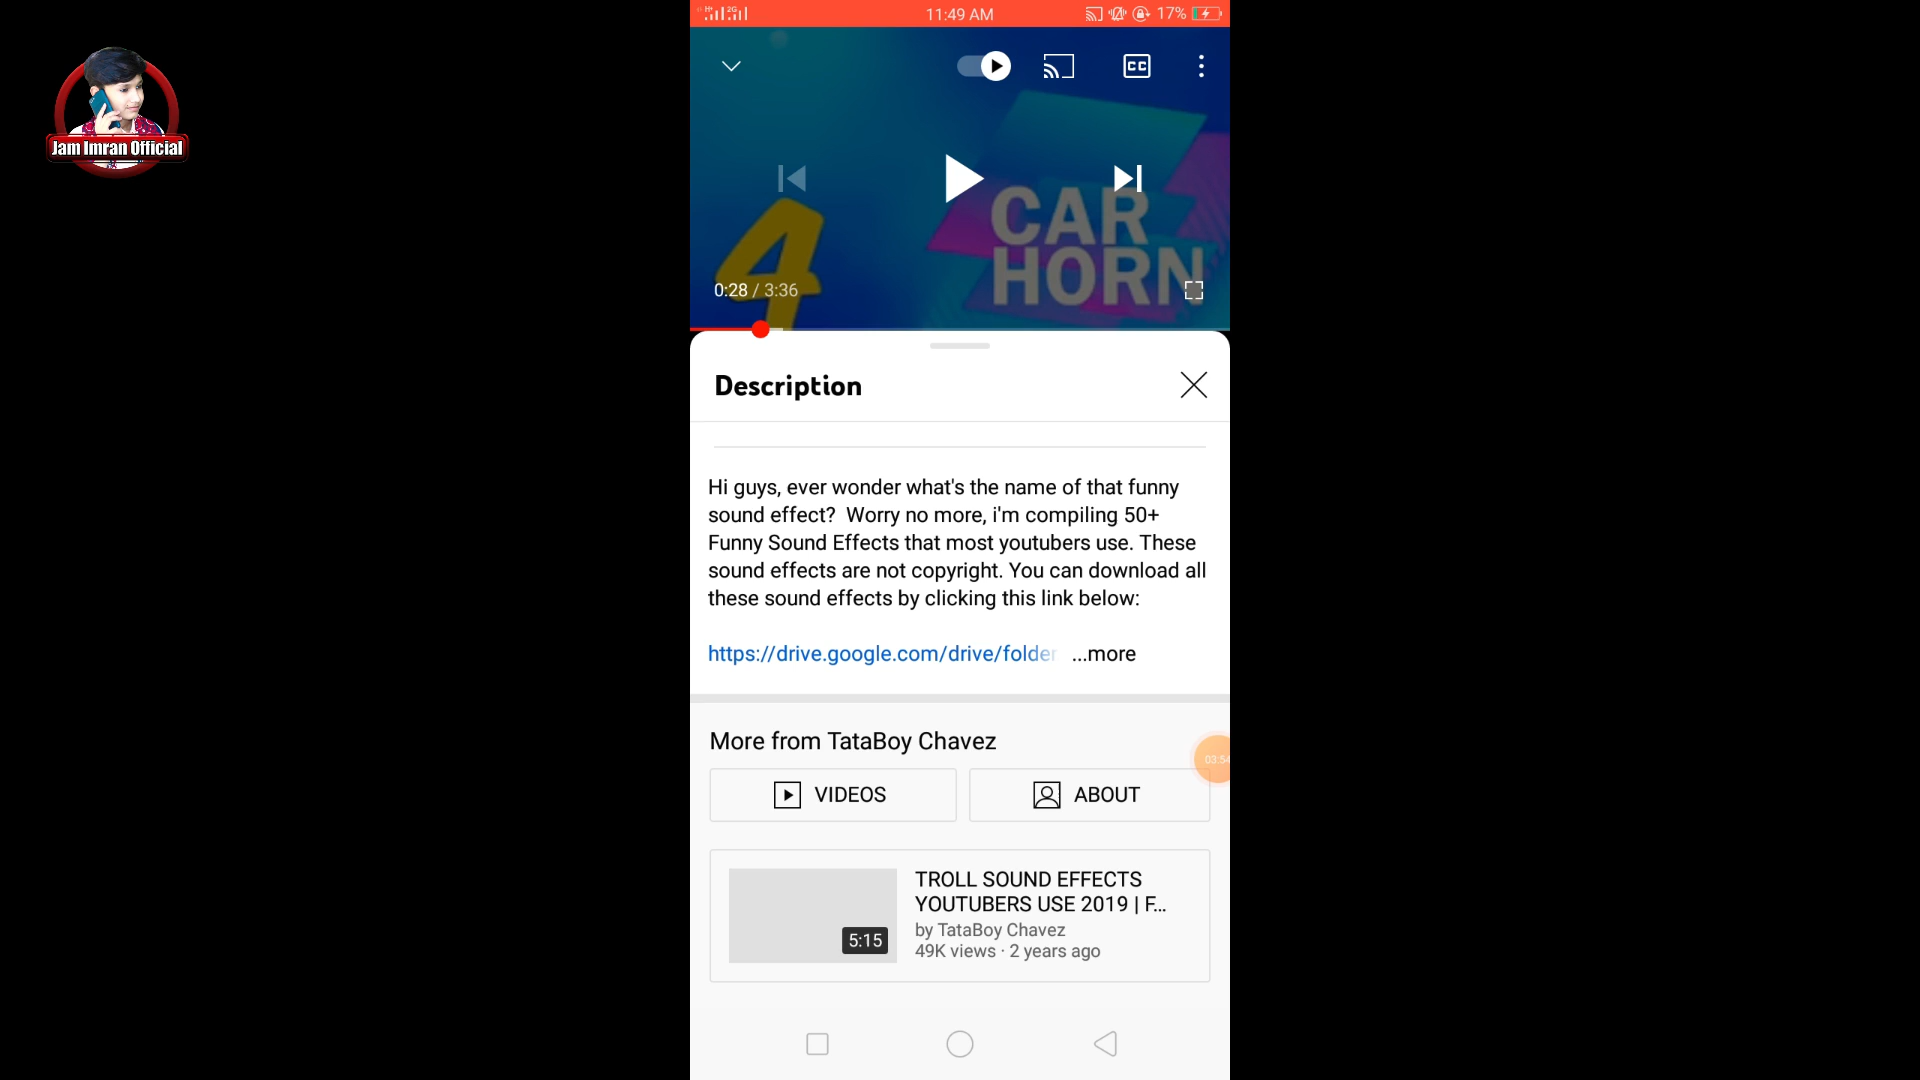 H+ 2G 11:49 AM 17%
CC
4 CAR
HORN
0:28 / 3:36
Jam Imran Official
Description
Hi guys, ever wonder what's the name of that funny
sound effect?  Worry no more, i'm compiling 50+
Funny Sound Effects that most youtubers use. These
sound effects are not copyright. You can download all
these sound effects by clicking this link below:
https://drive.google.com/drive/folder ...more
More from TataBoy Chavez
03:54
VIDEOS ABOUT
TROLL SOUND EFFECTS
YOUTUBERS USE 2019 | F...
by TataBoy Chavez
5:15
49K views · 2 years ago